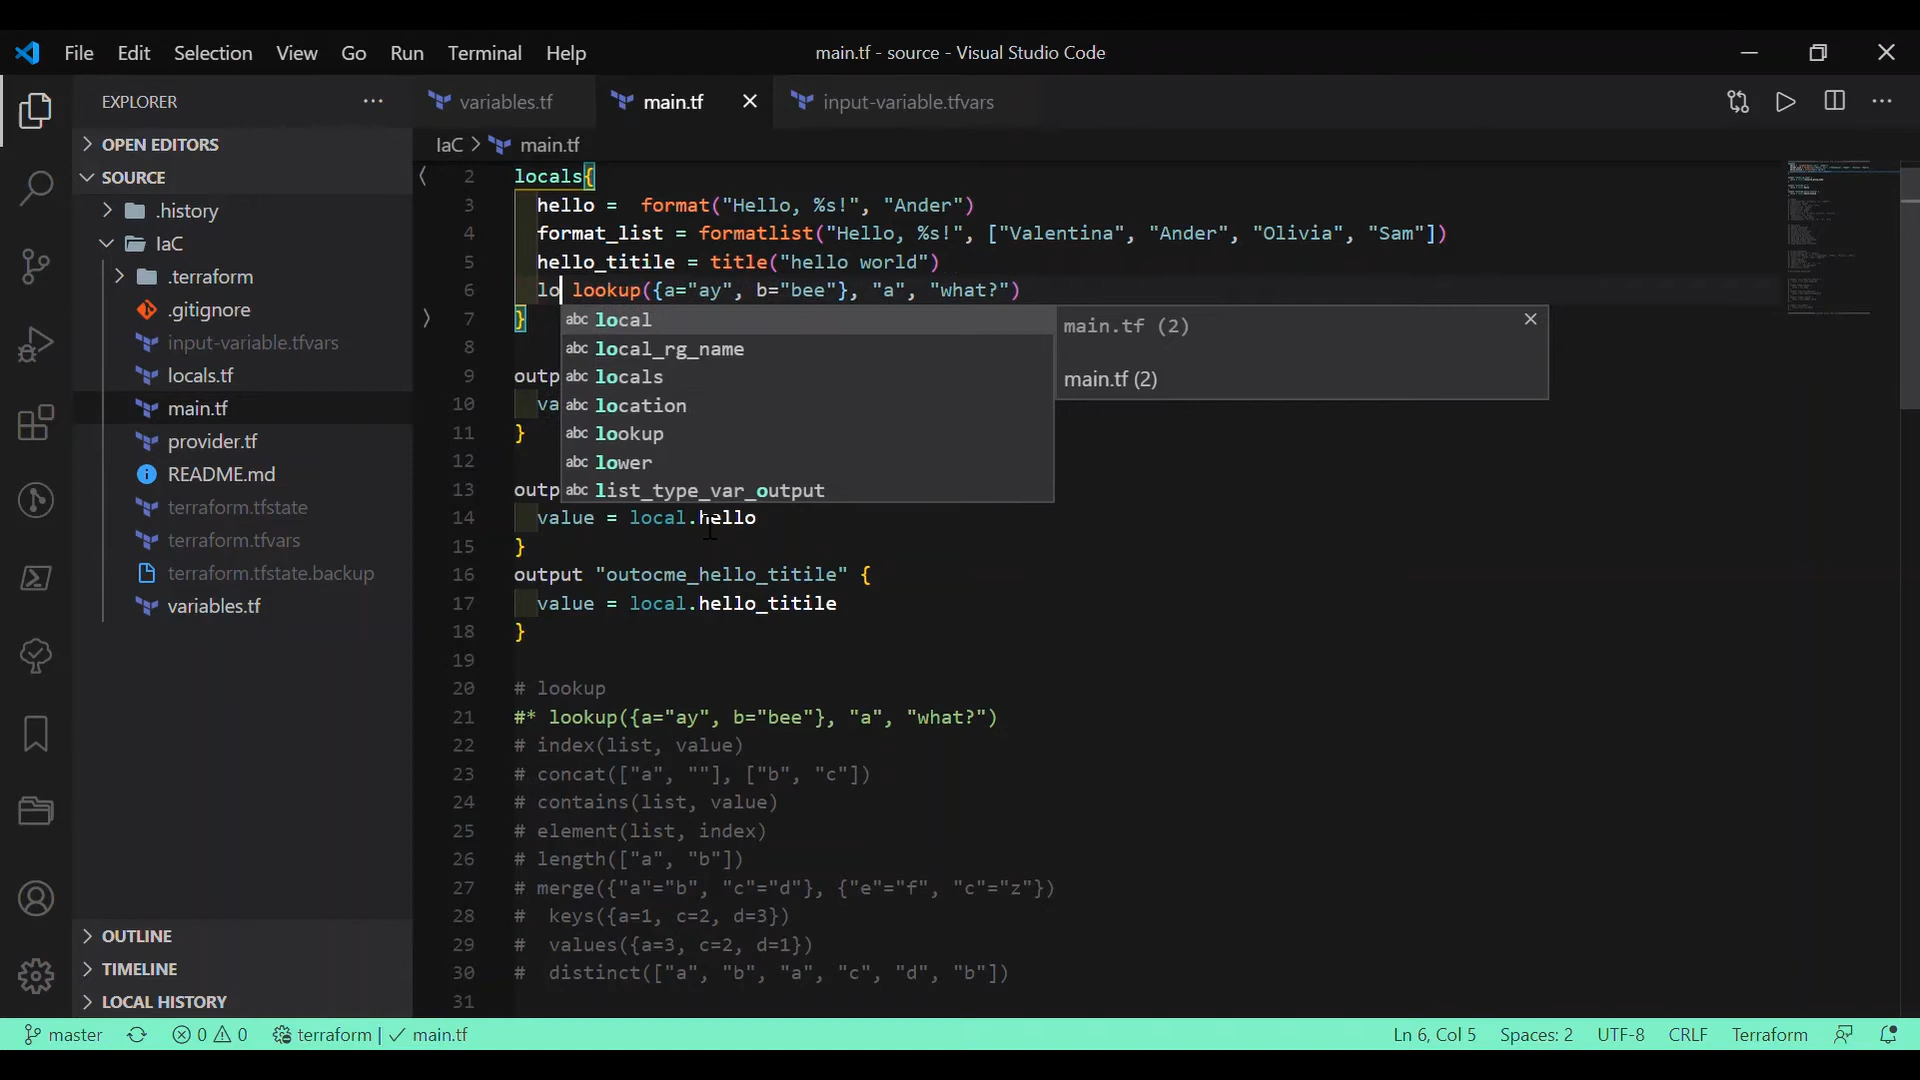 File Edit Selection View Go Run Terminal Help main.tf - source - Visual Studio Code
EXPLORER
OPEN EDITORS
SOURCE
.history
IaC
.terraform
.gitignore
input-variable.tfvars
locals.tf
main.tf
provider.tf
README.md
terraform.tfstate
terraform.tfvars
terraform.tfstate.backup
variables.tf
OUTLINE
TIMELINE
LOCAL HISTORY
variables.tf main.tf input-variable.tfvars
IaC > main.tf
2 locals{
3 hello =  format("Hello, %s!", "Ander")
4 format_list = formatlist("Hello, %s!", ["Valentina", "Ander", "Olivia", "Sam"])
5 hello_titile = title("hello world")
6 lo lookup({a="ay", b="bee"}, "a", "what?")
7 }
8
9 outp
10 va
11 }
12
13 outp
14 value = local.hello
15 }
16 output "outocme_hello_titile" {
17 value = local.hello_titile
18 }
19
20 # lookup
21 #* lookup({a="ay", b="bee"}, "a", "what?")
22 # index(list, value)
23 # concat(["a", ""], ["b", "c"])
24 # contains(list, value)
25 # element(list, index)
26 # length(["a", "b"])
27 # merge({"a"="b", "c"="d"}, {"e"="f", "c"="z"})
28 #  keys({a=1, c=2, d=3})
29 #  values({a=3, c=2, d=1})
30 #  distinct(["a", "b", "a", "c", "d", "b"])
31
abc local
abc local_rg_name
abc locals
abc location
abc lookup
abc lower
abc list_type_var_output
main.tf (2)
main.tf (2)
master 0 0 terraform | ✓ main.tf Ln 6, Col 5 Spaces: 2 UTF-8 CRLF Terraform